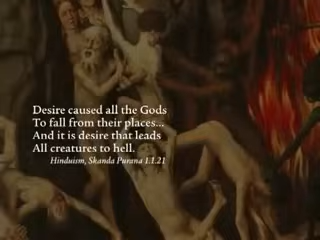 Desire caused all the Gods
To fall from their places...
And it is desire that leads
All creatures to hell.
Hinduism, Skanda Purana 1.1.21